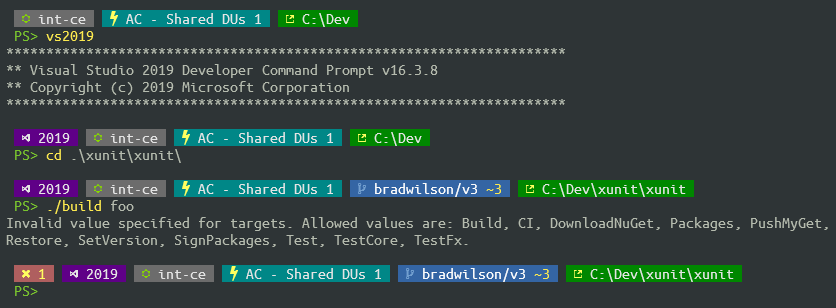 int-ce AC - Shared DUs 1 C:\Dev
PS> vs2019
**********************************************************************
** Visual Studio 2019 Developer Command Prompt v16.3.8
** Copyright (c) 2019 Microsoft Corporation
**********************************************************************
2019 int-ce AC - Shared DUs 1 C:\Dev
PS> cd .\xunit\xunit\
2019 int-ce AC - Shared DUs 1 bradwilson/v3 ~3 C:\Dev\xunit\xunit
PS> ./build foo
Invalid value specified for targets. Allowed values are: Build, CI, DownloadNuGet, Packages, PushMyGet,
Restore, SetVersion, SignPackages, Test, TestCore, TestFx.
✖ 1 2019 int-ce AC - Shared DUs 1 bradwilson/v3 ~3 C:\Dev\xunit\xunit
PS>